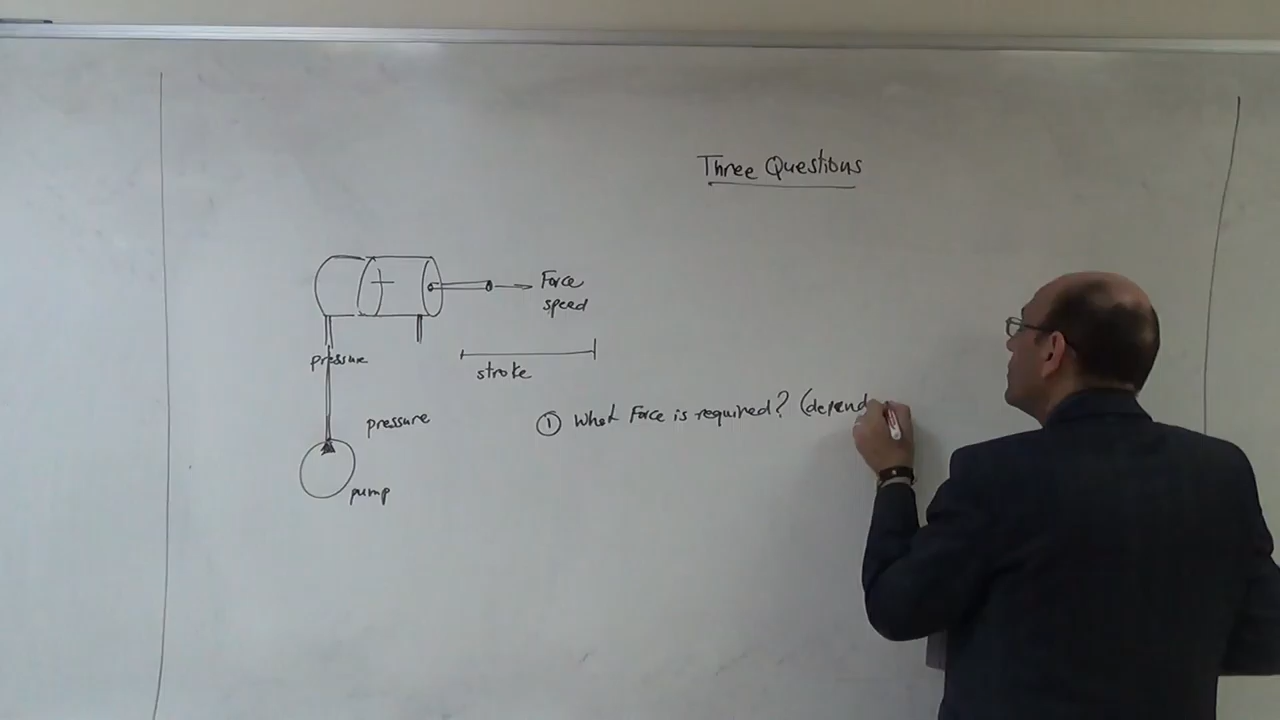 Three Questions
Force
speed
pressure
stroke
pressure
① What Force is required? (depend
pump